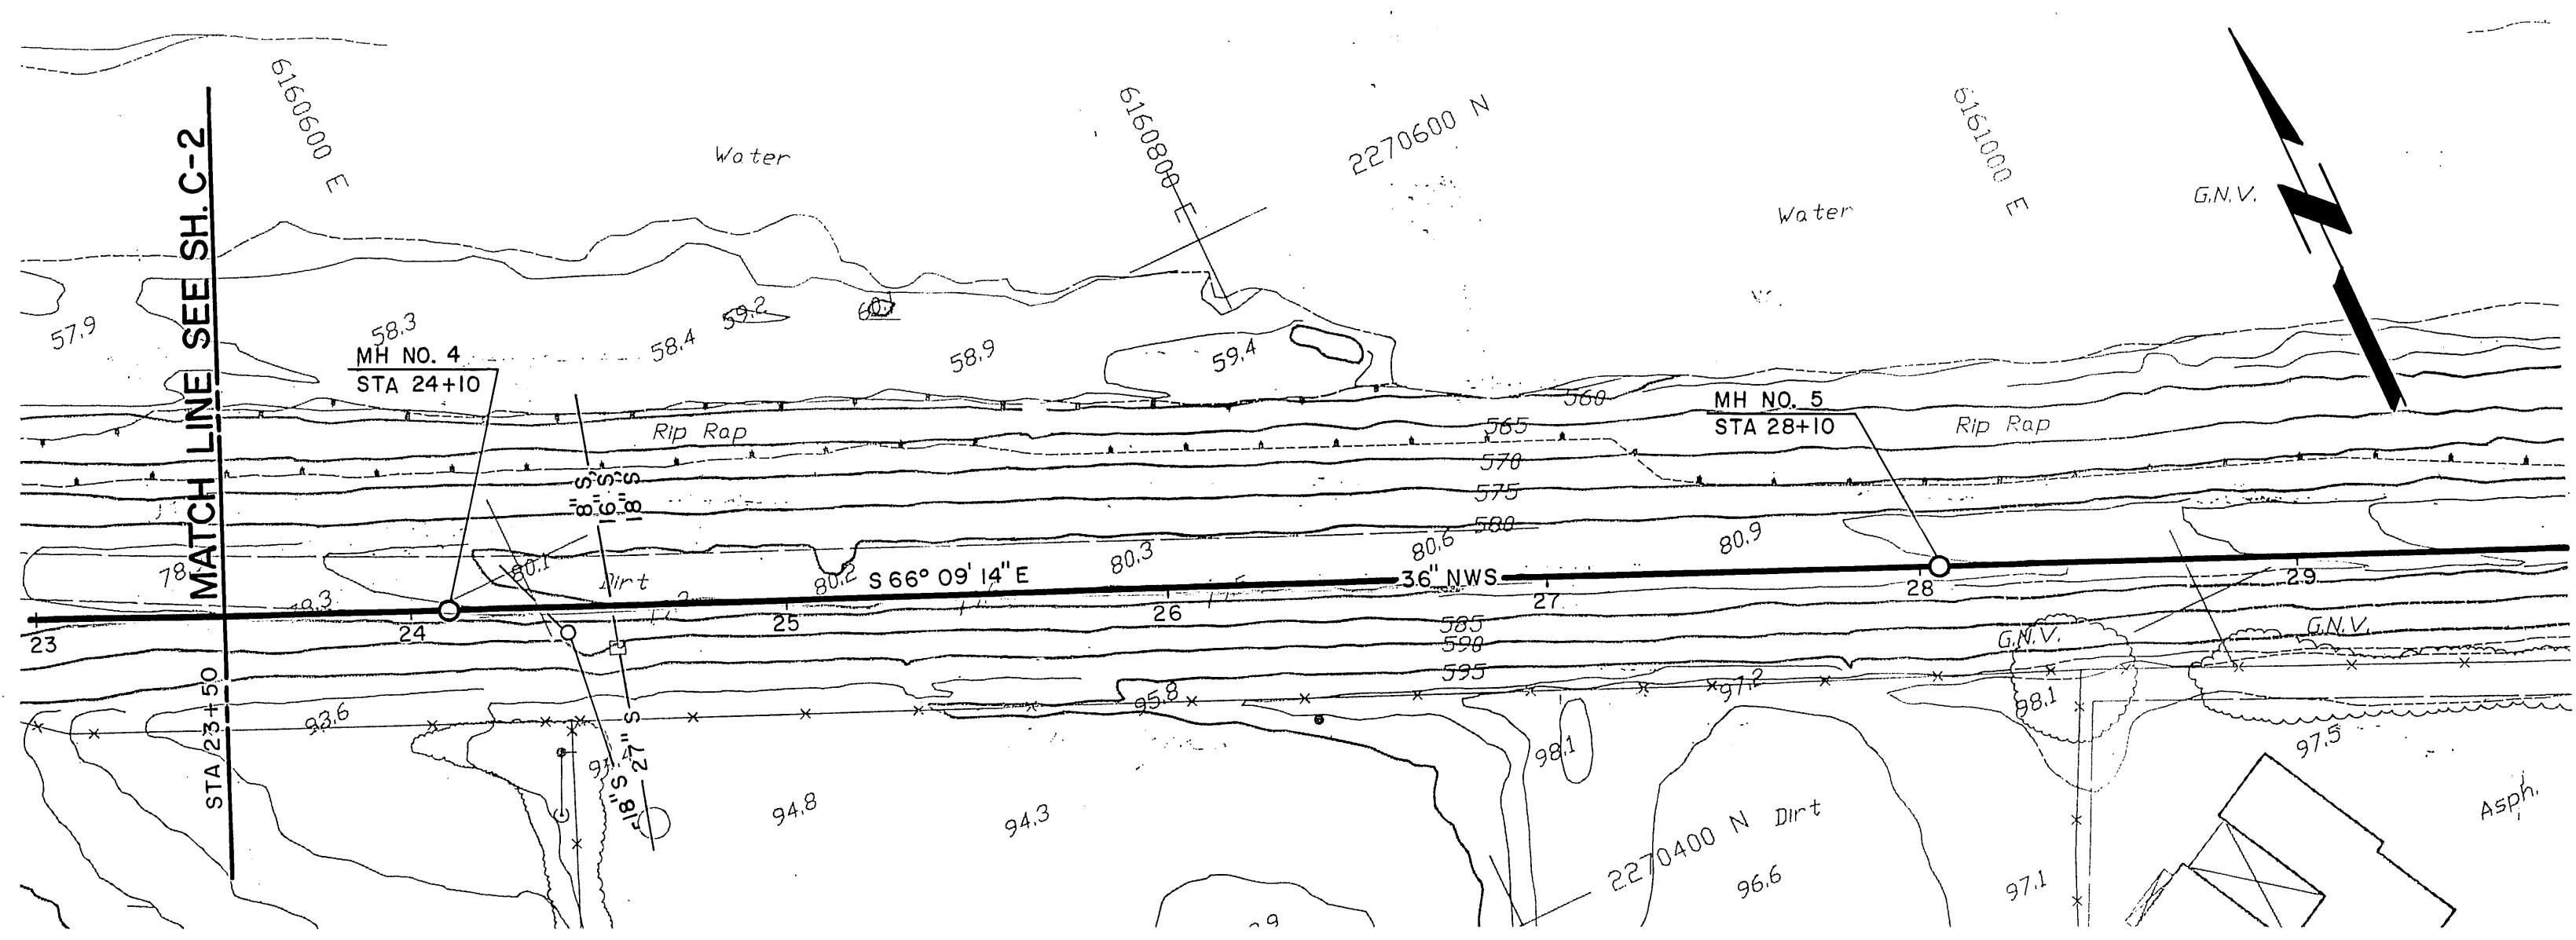 6160600 E
6160800 E
2270600 N
6161000 E
Water
Water
G.N.V.
MATCH LINE SEE SH. C-2
STA 23+50
57.9
58.3
58.4
59.2
60.1
58.9
59.4
MH NO. 4
STA 24+10
MH NO. 5
STA 28+10
Rip Rap
Rip Rap
560
565
570
575
580
18" S
16" S
18" S
78
80.1
Dirt
80.2
80.3
80.6
80.9
S 66° 09' 14" E
36" NWS
23
24
25
26
27
28
29
585
590
595
G.N.V.
G.N.V.
93.6
95.8
97.2
98.1
98.1
97.5
18" S
27" S
94.8
94.3
2270400 N
Dirt
96.6
97.1
Asph.